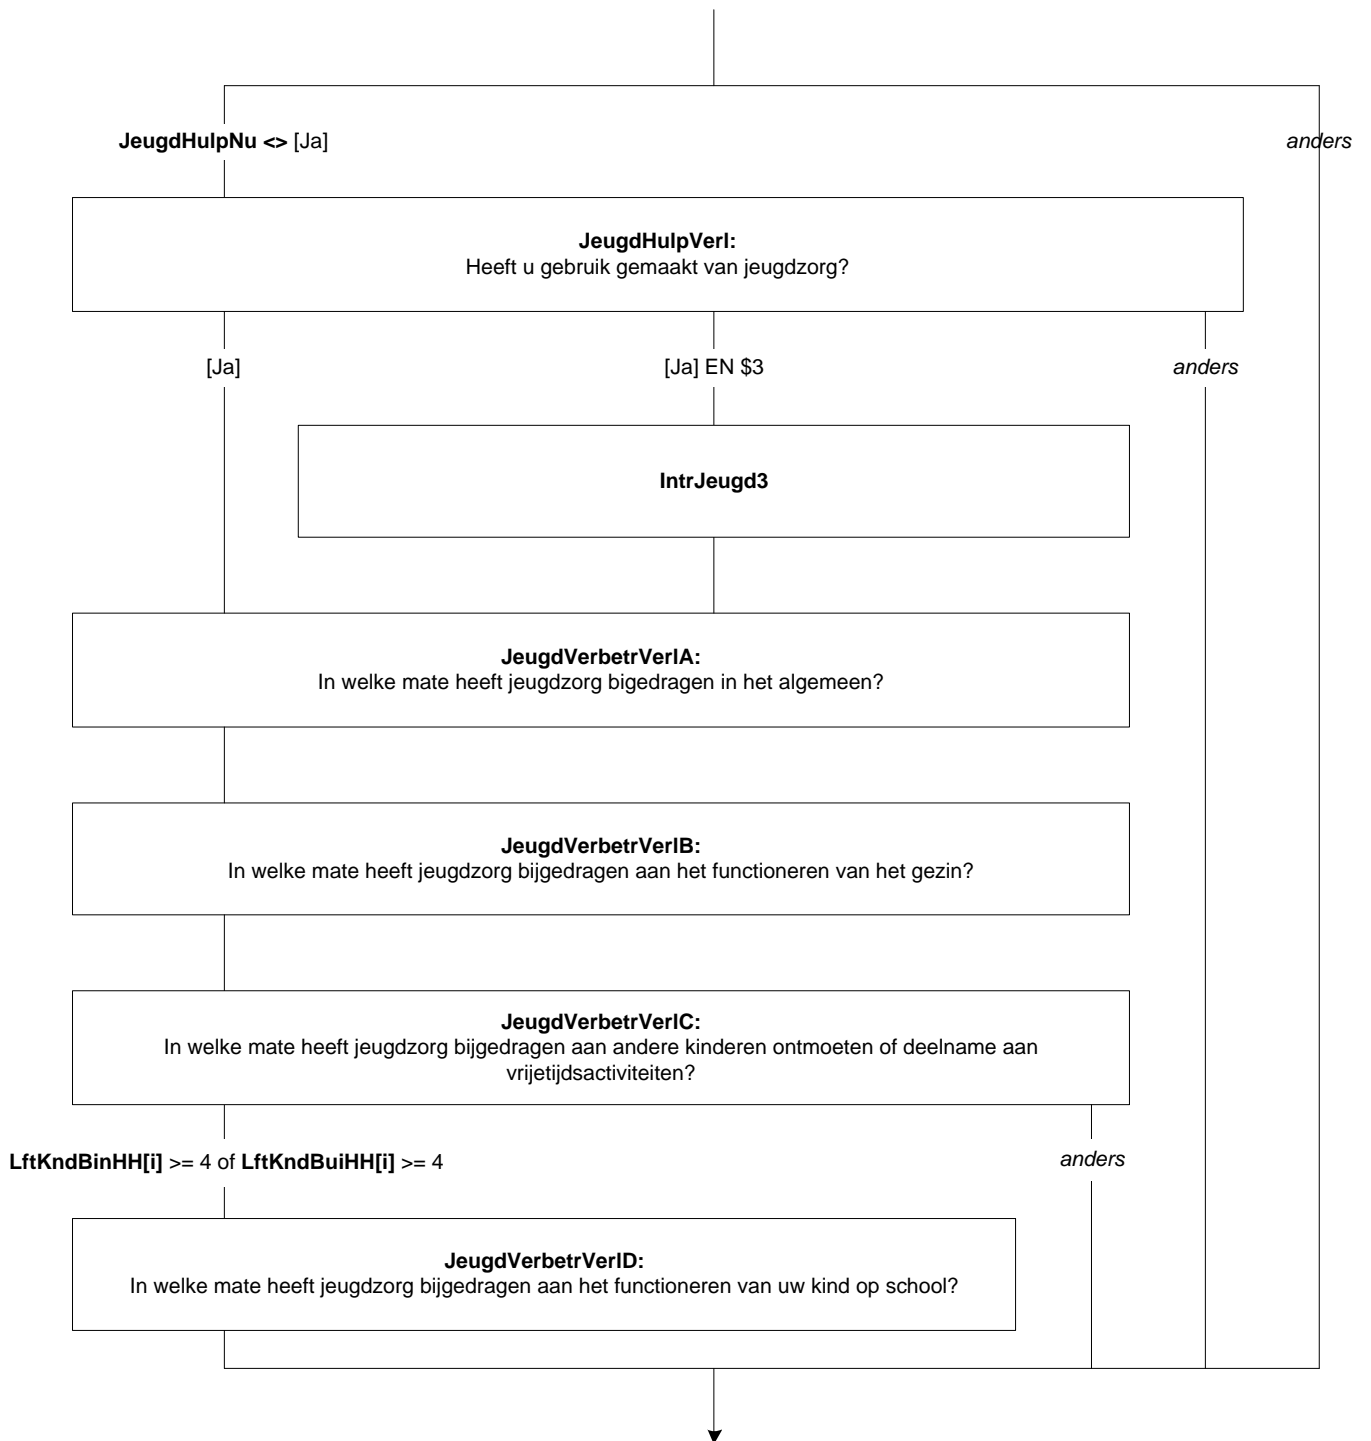 JeugdHulpNu <> [Ja]
anders
JeugdHulpVerl:
Heeft u gebruik gemaakt van jeugdzorg?
[Ja]
[Ja] EN $3
anders
IntrJeugd3
JeugdVerbetrVerlA:
In welke mate heeft jeugdzorg bigedragen in het algemeen?
JeugdVerbetrVerlB:
In welke mate heeft jeugdzorg bijgedragen aan het functioneren van het gezin?
JeugdVerbetrVerlC:
In welke mate heeft jeugdzorg bijgedragen aan andere kinderen ontmoeten of deelname aan
vrijetijdsactiviteiten?
LftKndBinHH[i] >= 4 of LftKndBuiHH[i] >= 4
anders
JeugdVerbetrVerlD:
In welke mate heeft jeugdzorg bijgedragen aan het functioneren van uw kind op school?